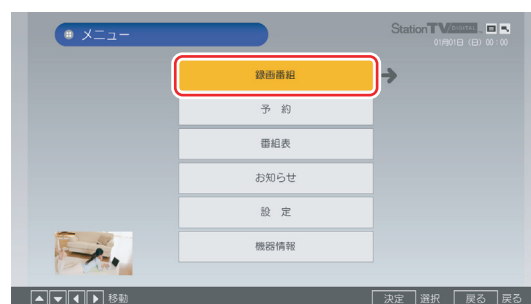 メニュー
StationTV DIGITAL
01月01日 (日) 00:00
録画番組
予 約
番組表
お知らせ
設 定
機器情報
▲ ▼ ◀ ▶ 移動
決定 選択 戻る 戻る